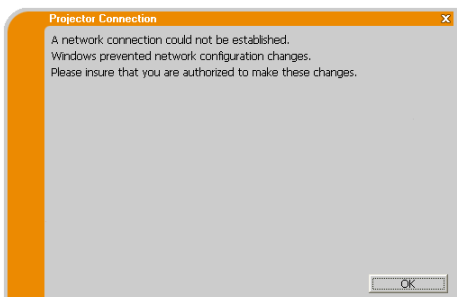 Projector Connection
A network connection could not be established.
Windows prevented network configuration changes.
Please insure that you are authorized to make these changes.
OK